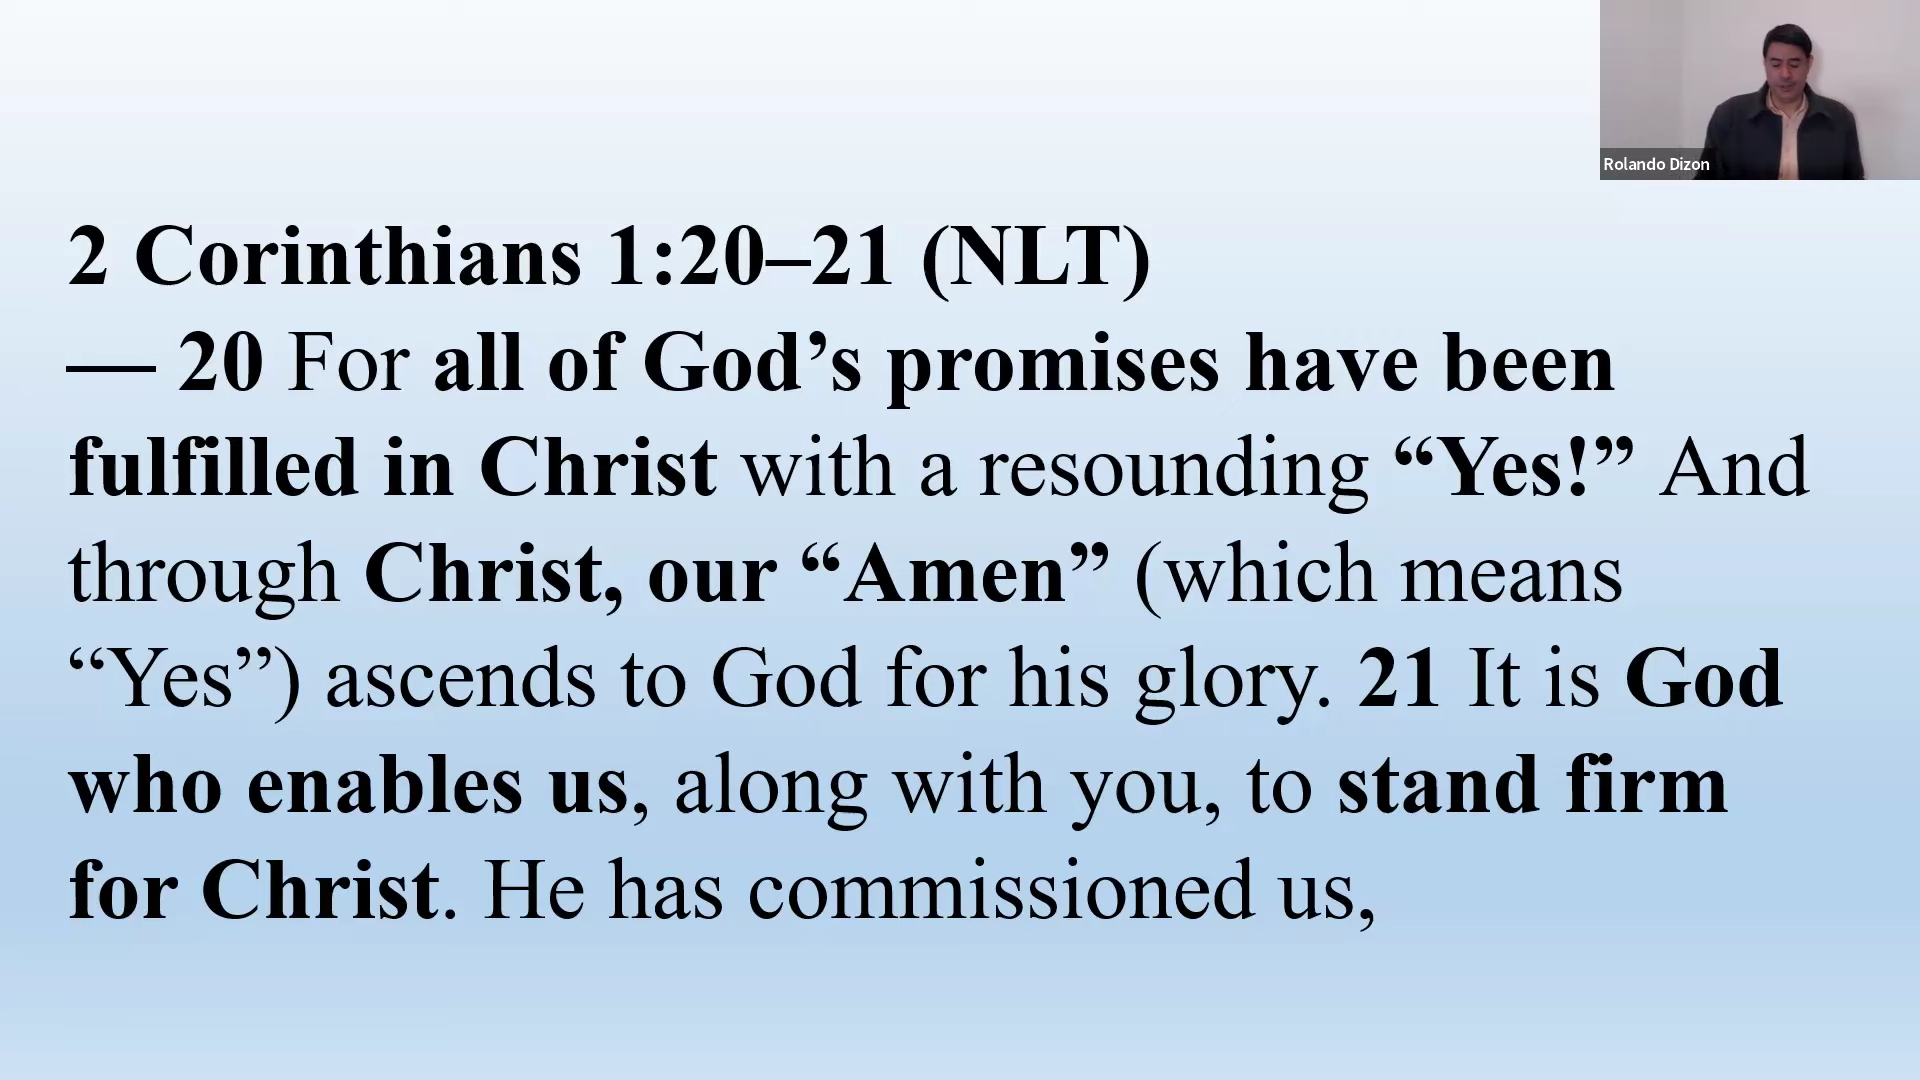 Rolando Dizon
2 Corinthians 1:20–21 (NLT)
— 20 For all of God’s promises have been
fulfilled in Christ with a resounding “Yes!” And
through Christ, our “Amen” (which means
“Yes”) ascends to God for his glory. 21 It is God
who enables us, along with you, to stand firm
for Christ. He has commissioned us,